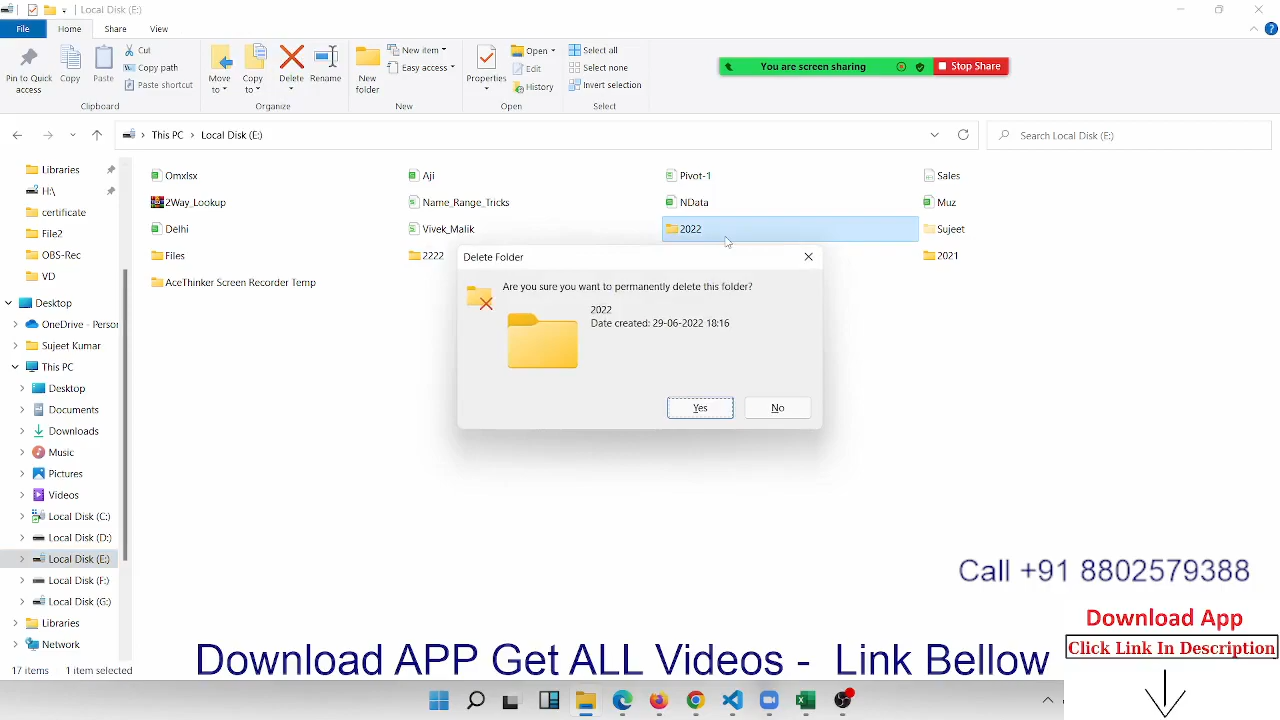 Local Disk (E:)
File Home Share View
Pin to Quick access
Copy
Paste
Cut
Copy path
Paste shortcut
Clipboard
Move to
Copy to
Delete
Rename
Organize
New folder
New item
Easy access
New
Properties
Open
Edit
History
Open
Select all
Select none
Invert selection
Select
You are screen sharing
Stop Share
This PC > Local Disk (E:)
Search Local Disk (E:)
Libraries
H:\
certificate
File2
OBS-Rec
VD
Desktop
OneDrive - Person
Sujeet Kumar
This PC
Desktop
Documents
Downloads
Music
Pictures
Videos
Local Disk (C:)
Local Disk (D:)
Local Disk (E:)
Local Disk (F:)
Local Disk (G:)
Libraries
Network
Omxlsx Aji Pivot-1 Sales
2Way_Lookup Name_Range_Tricks NData Muz
Delhi Vivek_Malik 2022 Sujeet
Files 2222 2021
AceThinker Screen Recorder Temp
Delete Folder
Are you sure you want to permanently delete this folder?
2022
Date created: 29-06-2022 18:16
Yes No
17 items 1 item selected
Call +91 8802579388
Download App
Click Link In Description
Download APP Get ALL Videos - Link Bellow